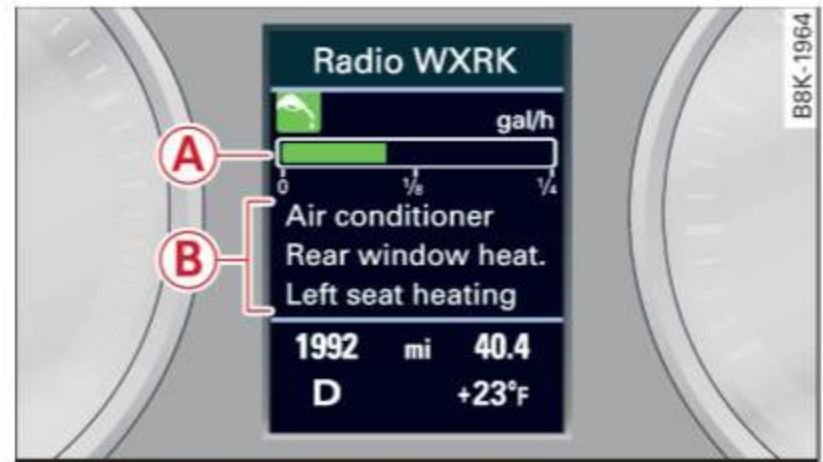 Radio WXRK
gal/h
A
0 1/8 1/4
Air conditioner
B
Rear window heat.
Left seat heating
1992 mi 40.4
D +23°F
B8K-1964